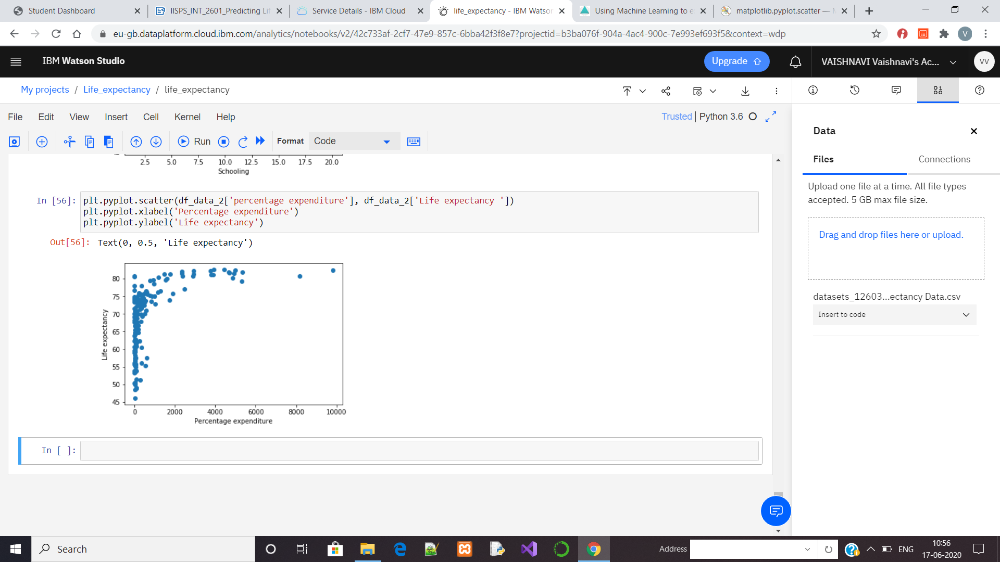 Student Dashboard
IISPS_INT_2601_Predicting Lif
Service Details - IBM Cloud
life_expectancy - IBM Watson
Using Machine Learning to e
matplotlib.pyplot.scatter —
eu-gb.dataplatform.cloud.ibm.com/analytics/notebooks/v2/42c733af-2cf7-47e9-857c-6bba42f3f8e7?projectid=b3ba076f-904a-4ac4-900c-7e993ef693f5&context=wdp
V
IBM Watson Studio
Upgrade
VAISHNAVI Vaishnavi's Ac...
VV
My projects / Life_expectancy / life_expectancy
File Edit View Insert Cell Kernel Help
Trusted | Python 3.6
Run
Format
Code
2.5 5.0 7.5 10.0 12.5 15.0 17.5 20.0
Schooling
In [56]: plt.pyplot.scatter(df_data_2['percentage expenditure'], df_data_2['Life expectancy '])
plt.pyplot.xlabel('Percentage expenditure')
plt.pyplot.ylabel('Life expectancy')
Out[56]: Text(0, 0.5, 'Life expectancy')
80
75
70
65
60
55
50
45
Life expectancy
0 2000 4000 6000 8000 10000
Percentage expenditure
In [ ]:
Data
Files
Connections
Upload one file at a time. All file types
accepted. 5 GB max file size.
Drag and drop files here or upload.
datasets_12603...ectancy Data.csv
Insert to code
Search
Address
ENG
10:56
17-06-2020